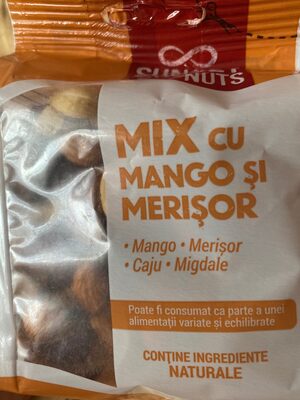 SUNNUTS
MIX CU
MANGO ȘI
MERIȘOR
• Mango • Merișor
• Caju • Migdale
Poate fi consumat ca parte a unei
alimentații variate și echilibrate
CONȚINE INGREDIENTE
NATURALE